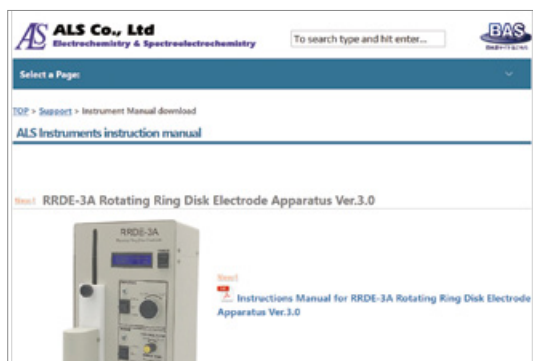 ALS ALS Co., Ltd
Electrochemistry & Spectroelectrochemistry
To search type and hit enter...
BAS
Select a Page:
TOP > Support > Instrument Manual download
ALS Instruments instruction manual
New! RRDE-3A Rotating Ring Disk Electrode Apparatus Ver.3.0
RRDE-3A
New!
Instructions Manual for RRDE-3A Rotating Ring Disk Electrode
Apparatus Ver.3.0